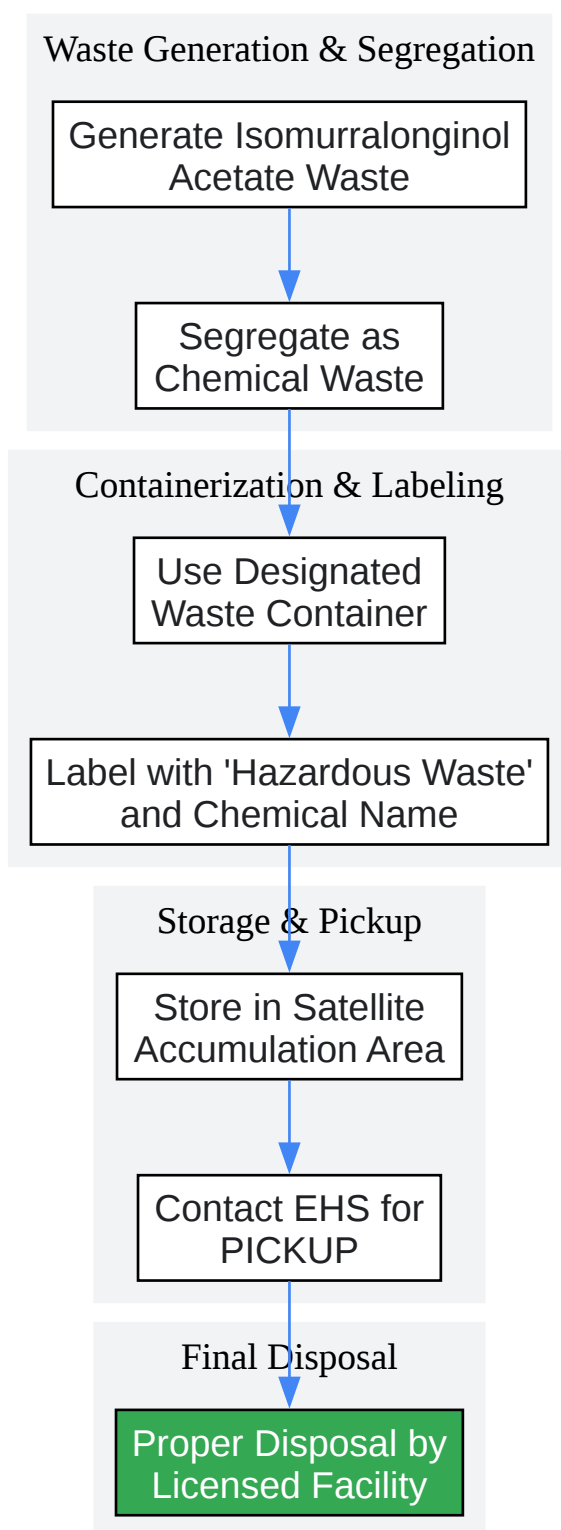 Waste Generation & Segregation
Generate Isomurralonginol
Acetate Waste
Segregate as
Chemical Waste
Containerization & Labeling
Use Designated
Waste Container
Label with 'Hazardous Waste'
and Chemical Name
Storage & Pickup
Store in Satellite
Accumulation Area
Contact EHS for
PICKUP
Final Disposal
Proper Disposal by
Licensed Facility